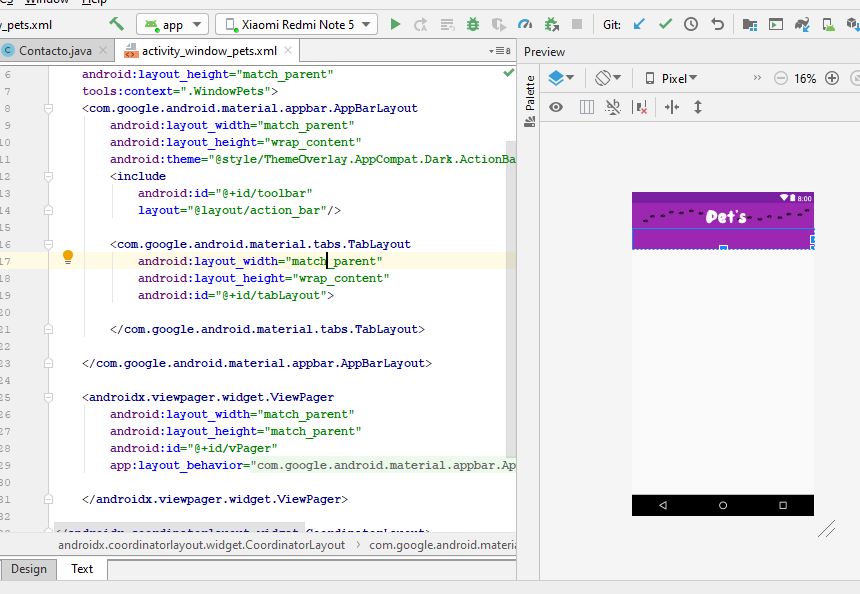 Window Help
_pets.xml
app
Xiaomi Redmi Note 5
Git:
Contacto.java
activity_window_pets.xml
8
Preview
6 android:layout_height="match_parent"
7 tools:context=".WindowPets">
8 <com.google.android.material.appbar.AppBarLayout
9 android:layout_width="match_parent"
10 android:layout_height="wrap_content"
11 android:theme="@style/ThemeOverlay.AppCompat.Dark.ActionBa
12 <include
13 android:id="@+id/toolbar"
14 layout="@layout/action_bar"/>
15
16 <com.google.android.material.tabs.TabLayout
17 android:layout_width="match_parent"
18 android:layout_height="wrap_content"
19 android:id="@+id/tabLayout">
20
21 </com.google.android.material.tabs.TabLayout>
22
23 </com.google.android.material.appbar.AppBarLayout>
24
25 <androidx.viewpager.widget.ViewPager
26 android:layout_width="match_parent"
27 android:layout_height="match_parent"
28 android:id="@+id/vPager"
29 app:layout_behavior="com.google.android.material.appbar.Ap
30
31 </androidx.viewpager.widget.ViewPager>
32
</androidx.coordinatorlayout.widget.CoordinatorLayout>
androidx.coordinatorlayout.widget.CoordinatorLayout
com.google.android.materia
Design
Text
Palette
Pixel
16%
8:00
Pet's